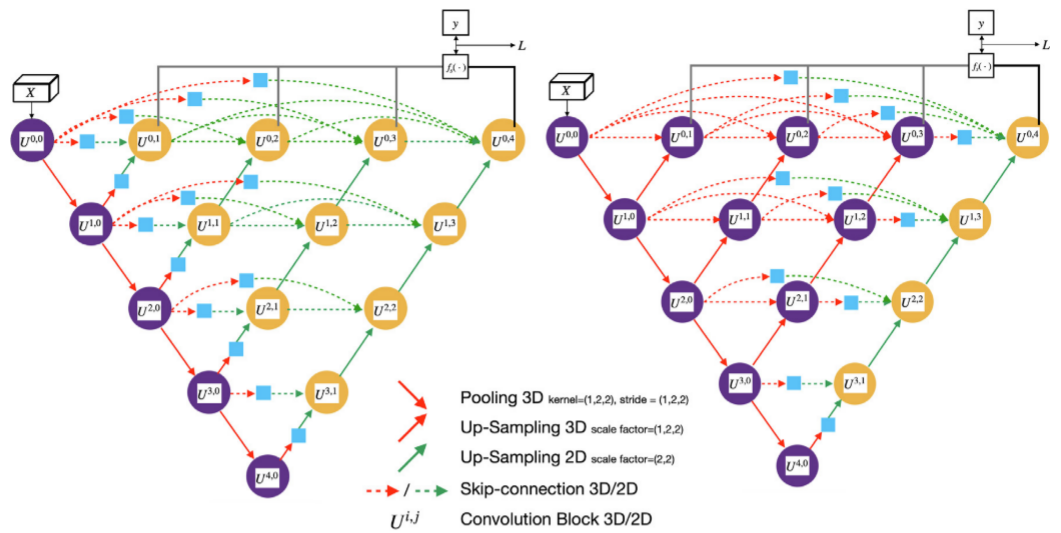 y
L
f_s(·)
X
U^{0,0}
U^{0,1}
U^{0,2}
U^{0,3}
U^{0,4}
U^{1,0}
U^{1,1}
U^{1,2}
U^{1,3}
U^{2,0}
U^{2,1}
U^{2,2}
U^{3,0}
U^{3,1}
U^{4,0}
y
L
f_s(·)
X
U^{0,0}
U^{0,1}
U^{0,2}
U^{0,3}
U^{0,4}
U^{1,0}
U^{1,1}
U^{1,2}
U^{1,3}
U^{2,0}
U^{2,1}
U^{2,2}
U^{3,0}
U^{3,1}
U^{4,0}
Pooling 3D kernel=(1,2,2), stride = (1,2,2)
Up-Sampling 3D scale factor=(1,2,2)
Up-Sampling 2D scale factor=(2,2)
/ Skip-connection 3D/2D
U^{i,j} Convolution Block 3D/2D